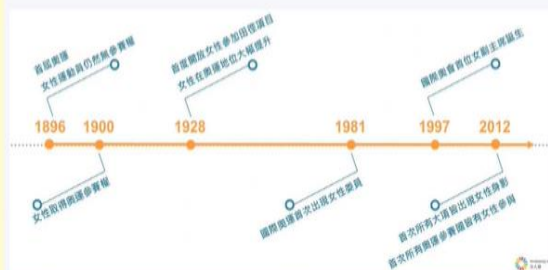 首屆奧運
女性運動員仍然無參賽權
首度開放女性參加田徑項目
女性在奧運地位大幅提升
國際奧會首位女副主席誕生
1896
1900
1928
1981
1997
2012
女性取得奧運參賽權
國際奧運首次出現女性委員
首次所有大項皆出現女性身影
首次所有奧運參賽國皆有女性參與